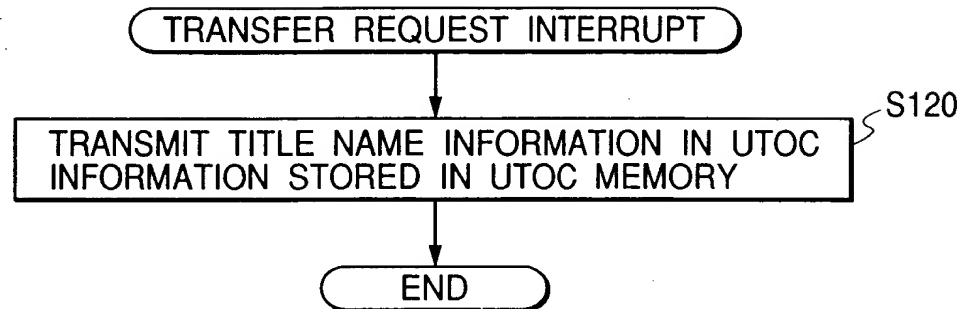 TRANSFER REQUEST INTERRUPT
S120
TRANSMIT TITLE NAME INFORMATION IN UTOC
INFORMATION STORED IN UTOC MEMORY
END